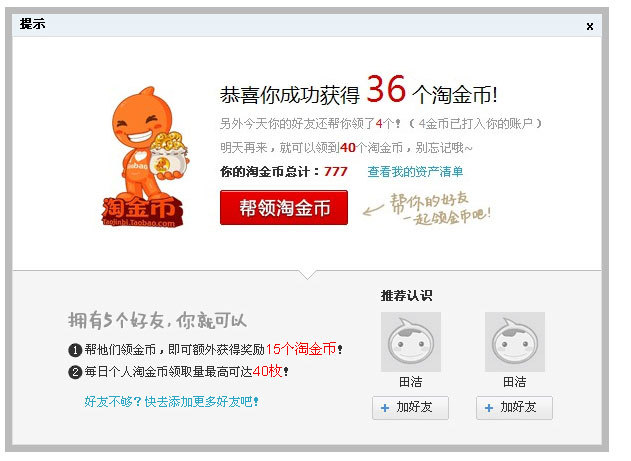 提示
x
恭喜你成功获得 36 个淘金币!
另外今天你的好友还帮你领了4个!（4金币已打入你的账户）
明天再来，就可以领到40个淘金币，别忘记哦~
你的淘金币总计：777 查看我的资产清单
帮领淘金币
帮你的好友
一起领金币吧!
taobao
淘金币
Taojinbi.Taobao.com
拥有5个好友,你就可以
1 帮他们领金币，即可额外获得奖励15个淘金币!
2 每日个人淘金币领取量最高可达40枚!
好友不够？快去添加更多好友吧!
推荐认识
田洁 田洁
+ 加好友 + 加好友